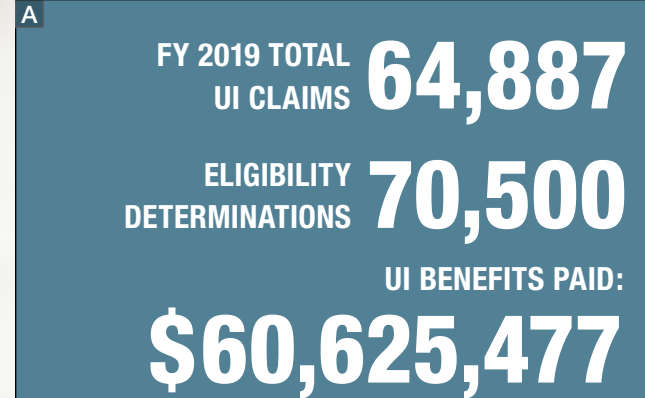 A
FY 2019 TOTAL
UI CLAIMS 64,887
ELIGIBILITY
DETERMINATIONS 70,500
UI BENEFITS PAID:
$60,625,477